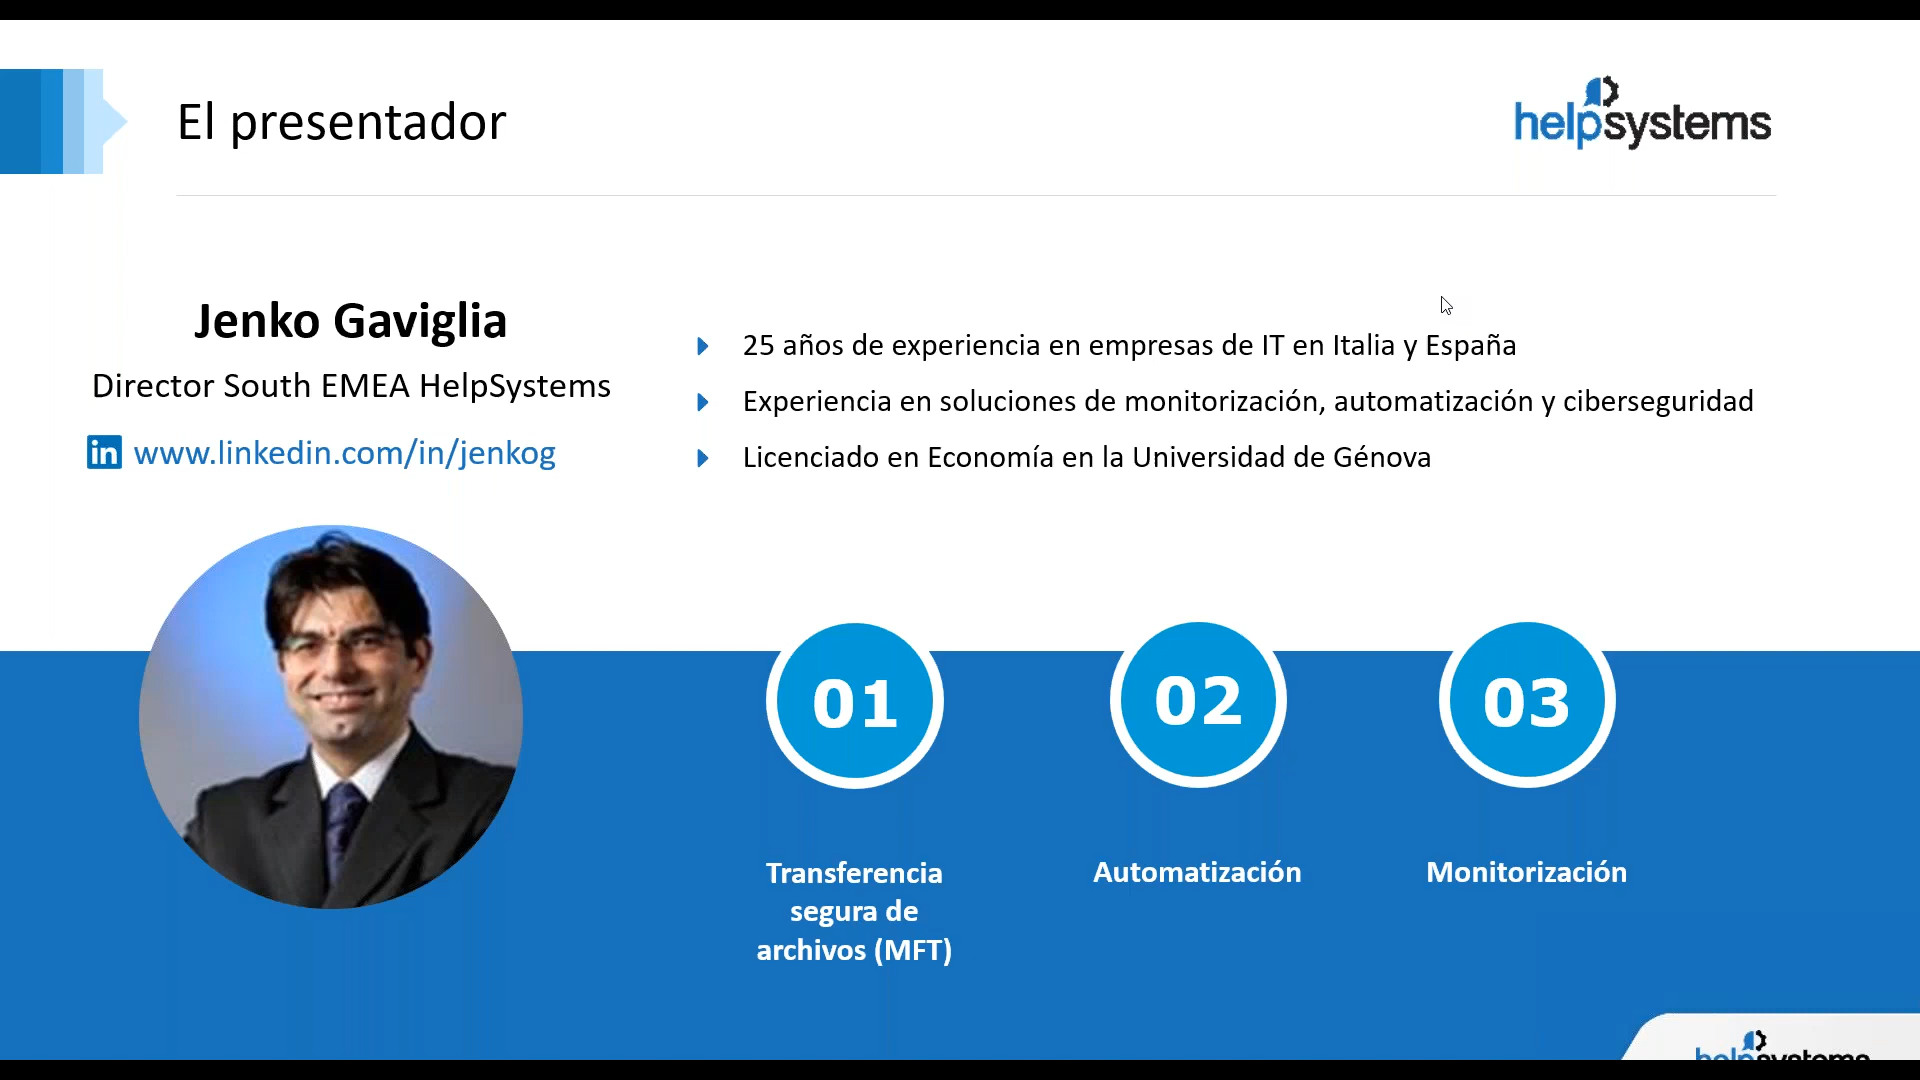 El presentador
helpsystems
Jenko Gaviglia
Director South EMEA HelpSystems
in www.linkedin.com/in/jenkog
25 años de experiencia en empresas de IT en Italia y España
Experiencia en soluciones de monitorización, automatización y ciberseguridad
Licenciado en Economía en la Universidad de Génova
01
02
03
Transferencia
segura de
archivos (MFT)
Automatización
Monitorización
helpsystems